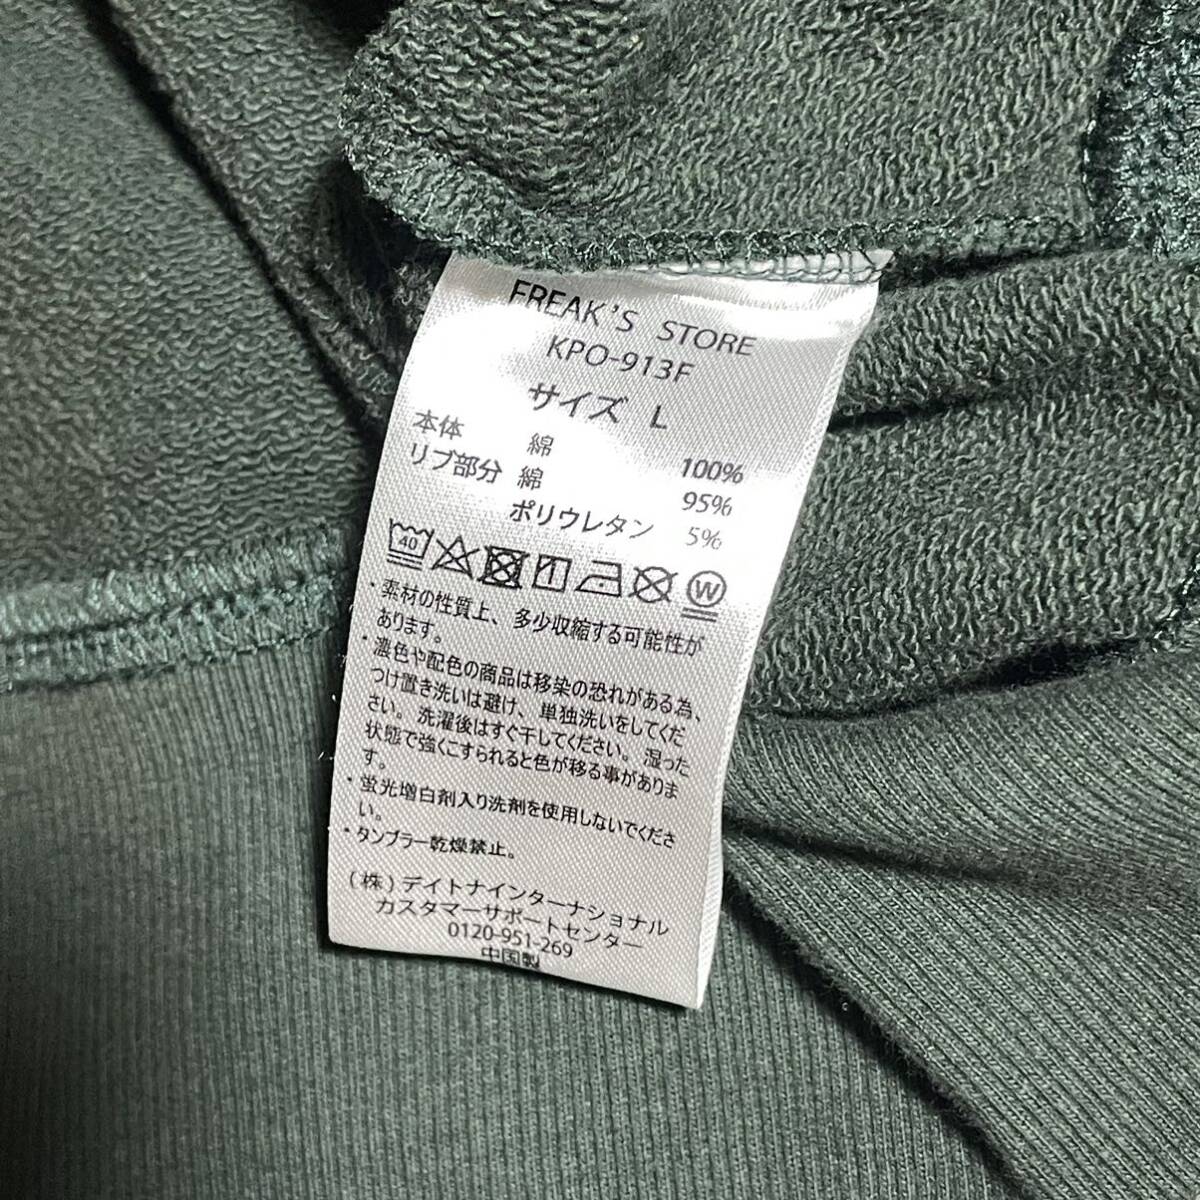 FREAK'S STORE
KPO-913F
サイズ L
本体 綿 100%
リブ部分 綿 95%
ポリウレタン 5%
40 W
・素材の性質上、多少収縮する可能性が
あります。
・濃色や配色の商品は移染の恐れがある為、
つけ置き洗いは避け、単独洗いをしてくだ
さい。洗濯後はすぐ干してください。湿った
状態で強くこすられると色が移る事がありま
す。
・蛍光増白剤入り洗剤を使用しないでくださ
い。
・タンブラー乾燥禁止。
(株)デイトナインターナショナル
カスタマーサポートセンター
0120-951-269
中国製